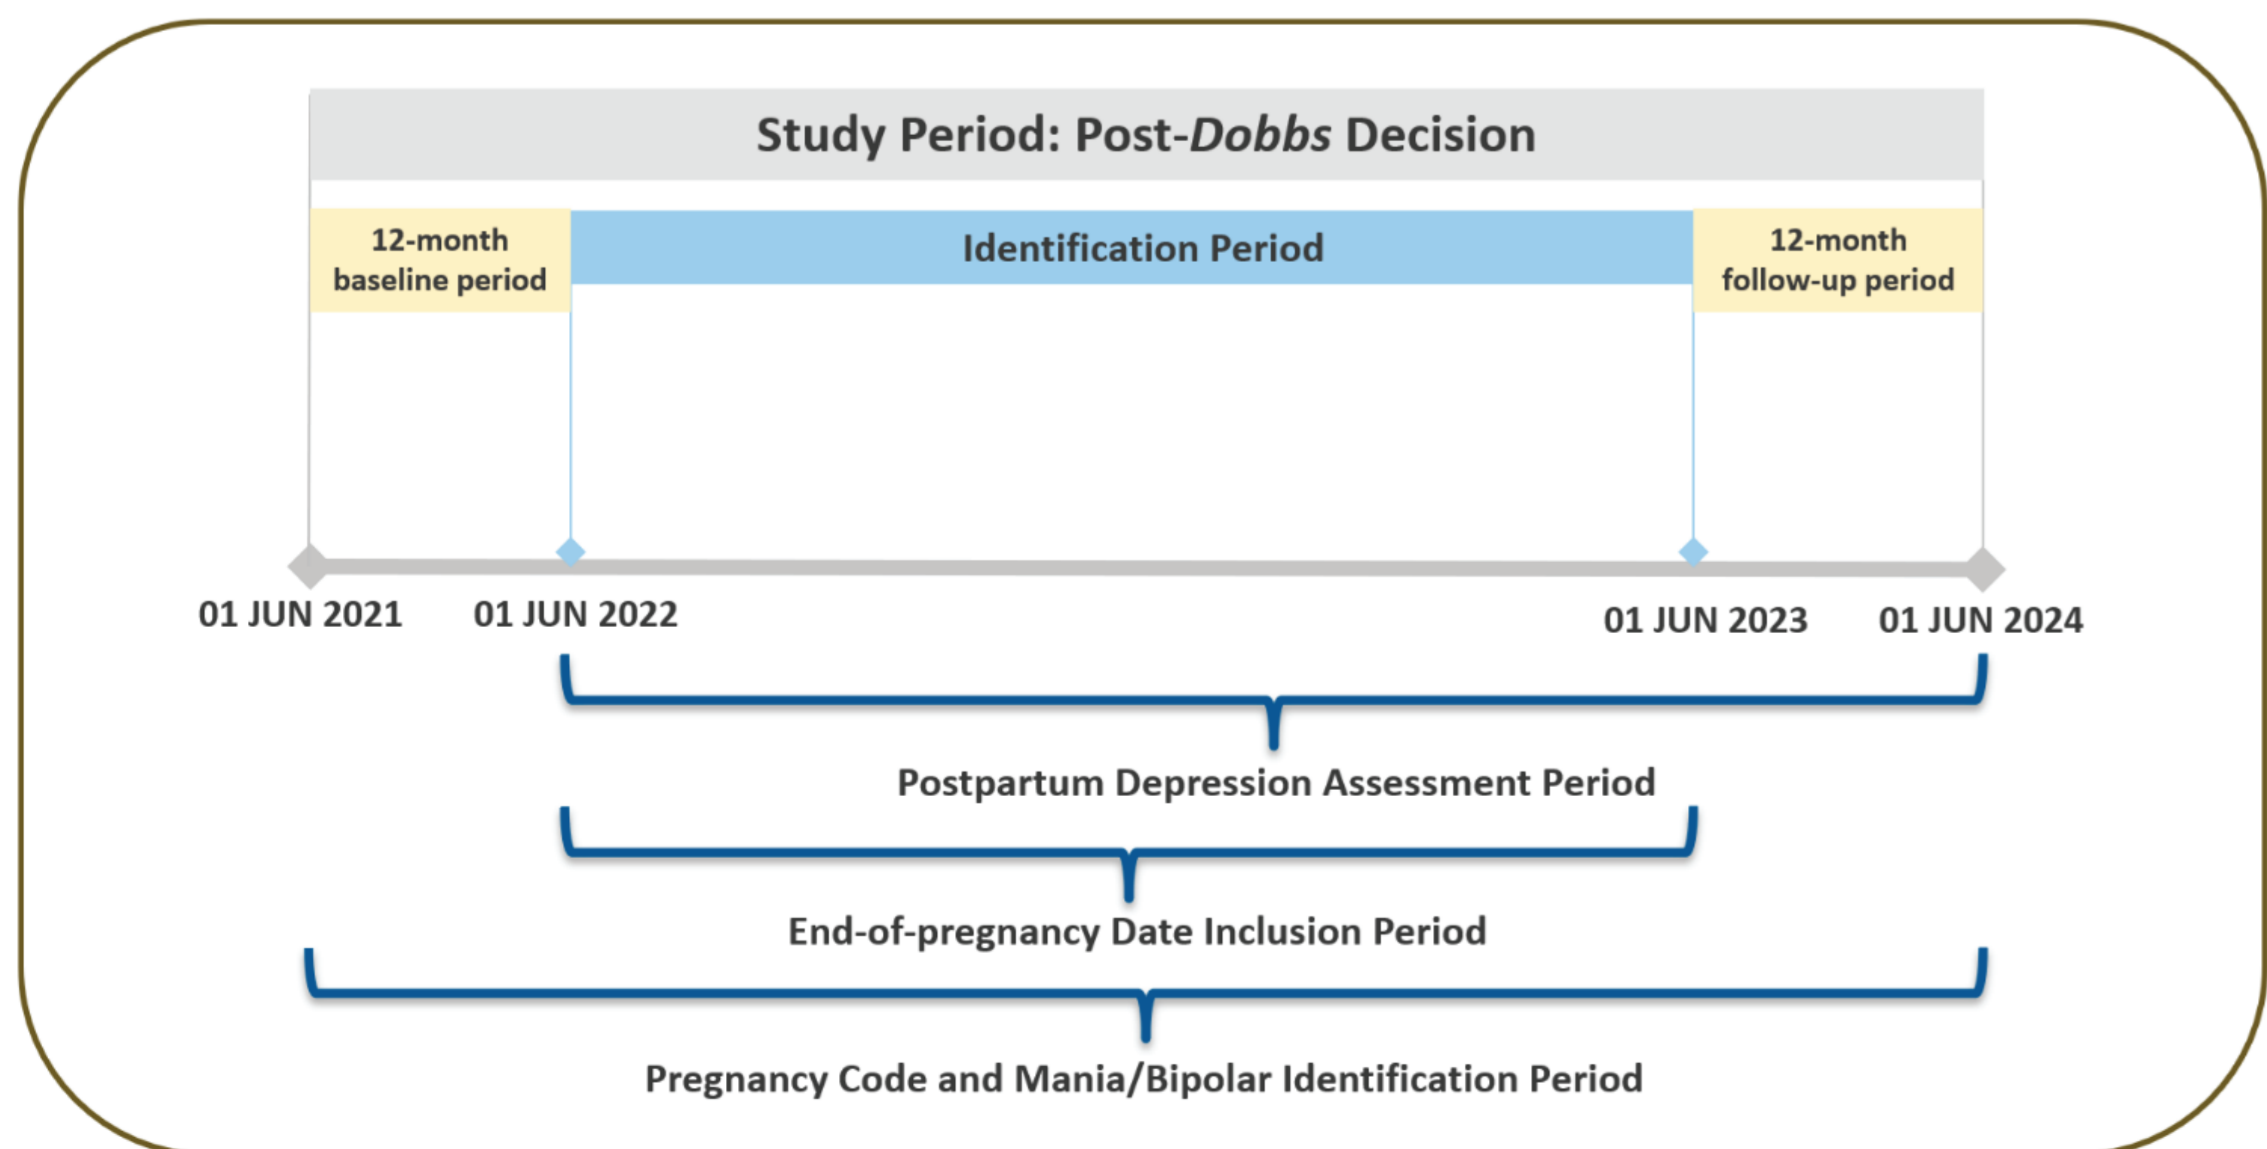 Study Period: Post-Dobbs Decision
12-month
baseline period
Identification Period
12-month
follow-up period
01 JUN 2021
01 JUN 2022
01 JUN 2023
01 JUN 2024
Postpartum Depression Assessment Period
End-of-pregnancy Date Inclusion Period
Pregnancy Code and Mania/Bipolar Identification Period